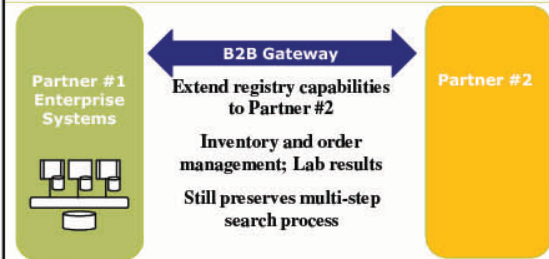 B2B Gateway
Partner #1
Enterprise
Systems
Extend registry capabilities
to Partner #2
Inventory and order
management; Lab results
Still preserves multi-step
search process
Partner #2